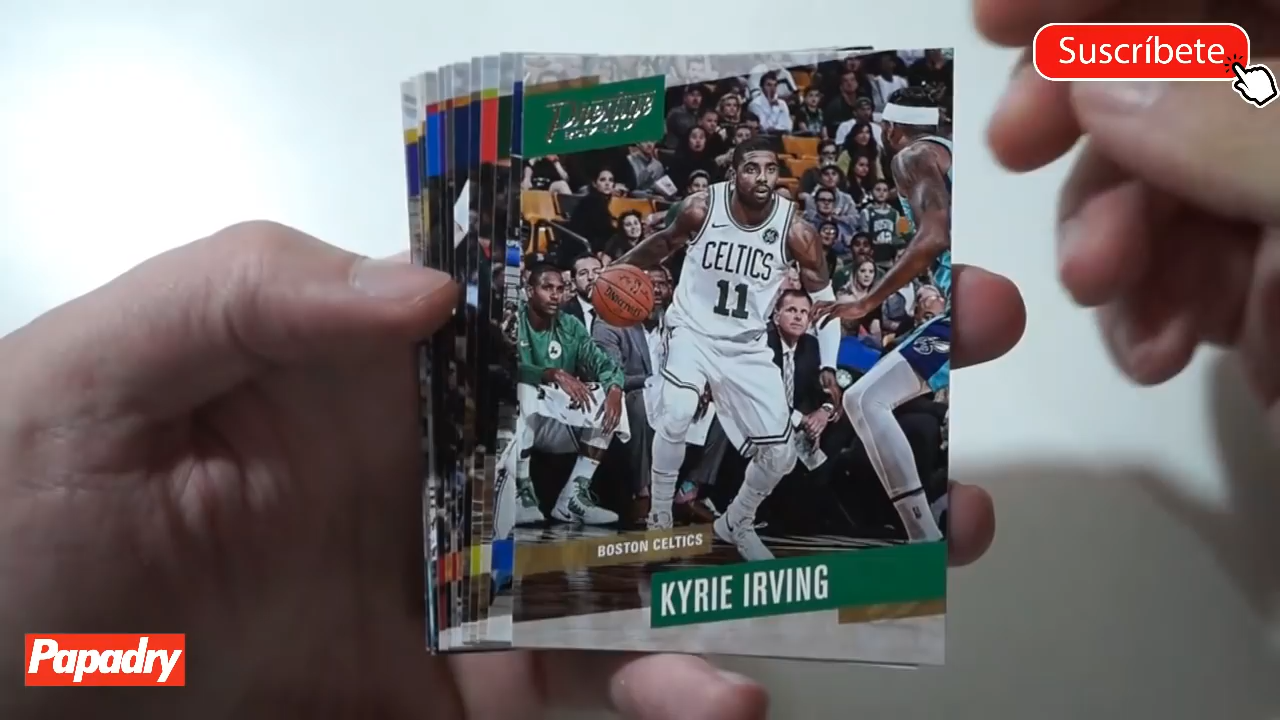 Suscríbete
Prestige
CELTICS
11
BOSTON CELTICS
KYRIE IRVING
Papadry